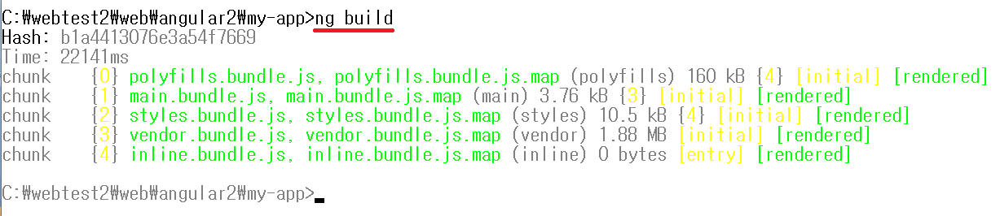 C:₩webtest2₩web₩angular2₩my-app>ng build
Hash: b1a4413076e3a54f7669
Time: 22141ms
chunk    {0} polyfills.bundle.js, polyfills.bundle.js.map (polyfills) 160 kB {4} [initial] [rendered]
chunk    {1} main.bundle.js, main.bundle.js.map (main) 3.76 kB {3} [initial] [rendered]
chunk    {2} styles.bundle.js, styles.bundle.js.map (styles) 10.5 kB {4} [initial] [rendered]
chunk    {3} vendor.bundle.js, vendor.bundle.js.map (vendor) 1.88 MB [initial] [rendered]
chunk    {4} inline.bundle.js, inline.bundle.js.map (inline) 0 bytes [entry] [rendered]
C:₩webtest2₩web₩angular2₩my-app>